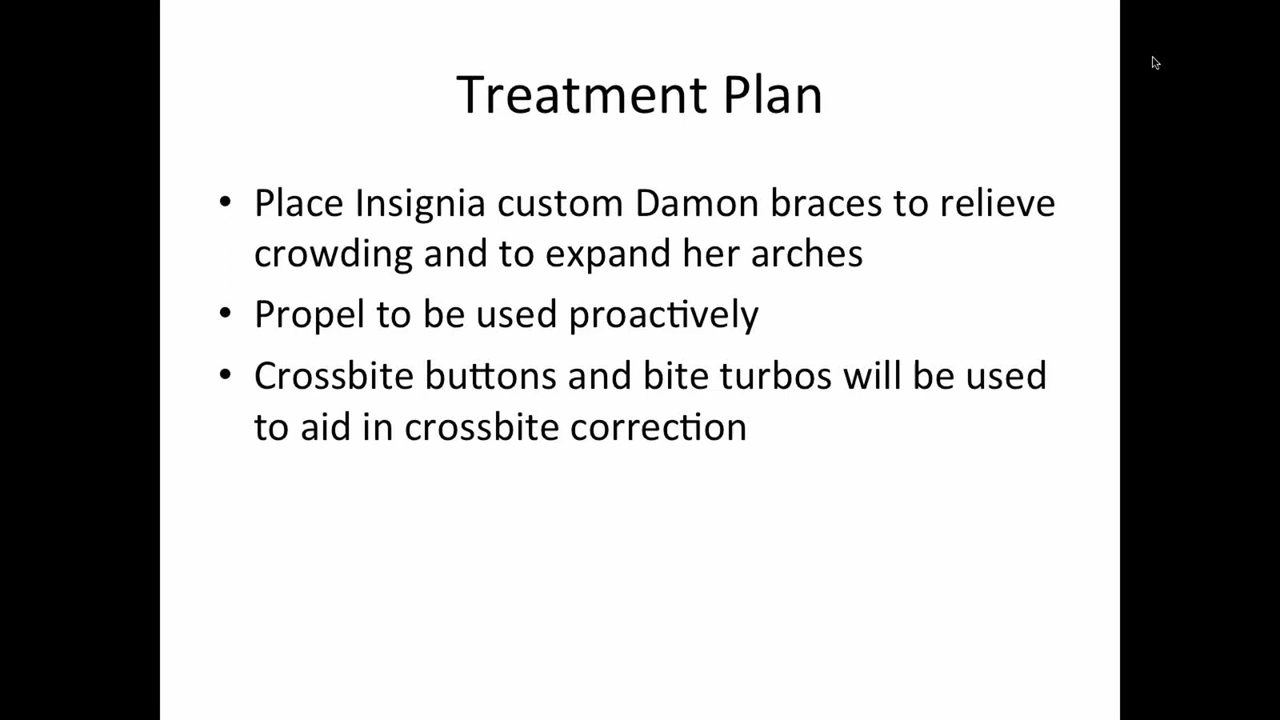 Treatment Plan
• Place Insignia custom Damon braces to relieve
crowding and to expand her arches
• Propel to be used proactively
• Crossbite buttons and bite turbos will be used
to aid in crossbite correction